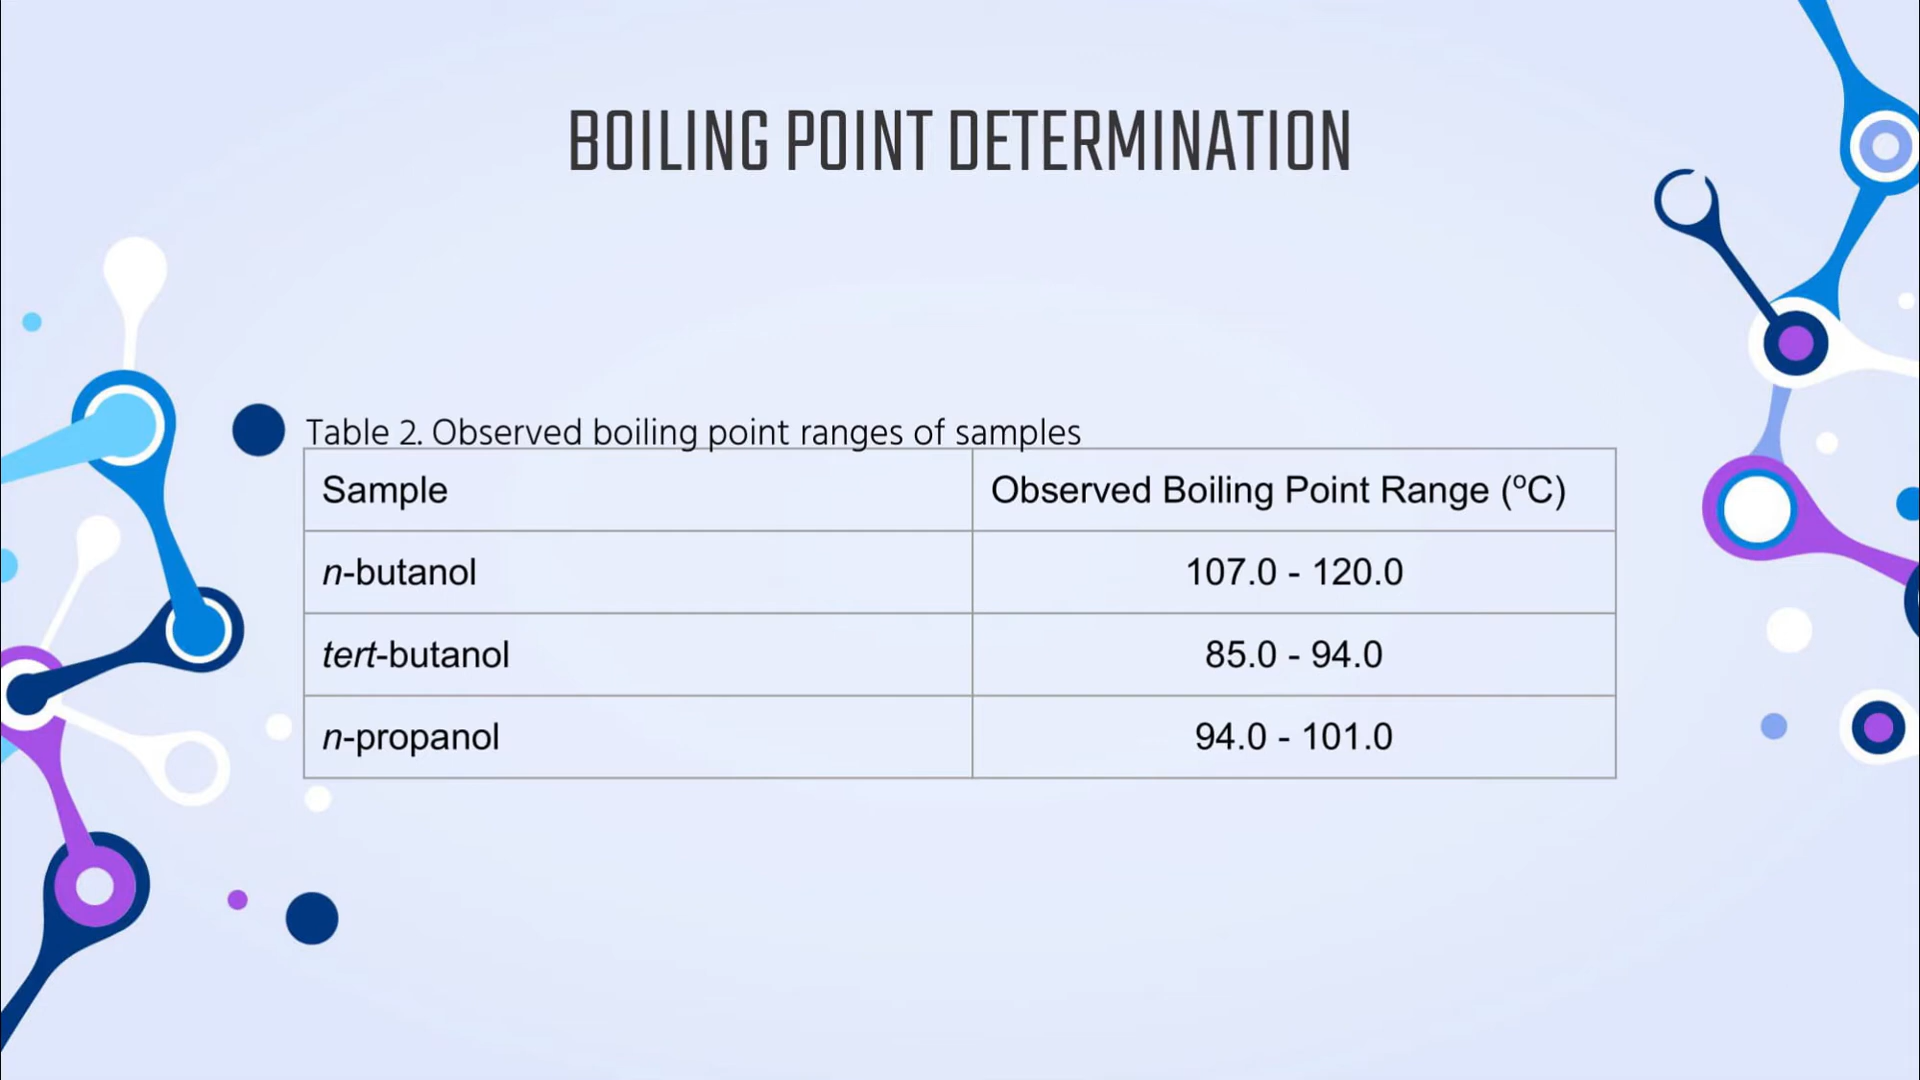 BOILING POINT DETERMINATION
Table 2. Observed boiling point ranges of samples
Sample Observed Boiling Point Range (ºC)
n-butanol 107.0 - 120.0
tert-butanol 85.0 - 94.0
n-propanol 94.0 - 101.0